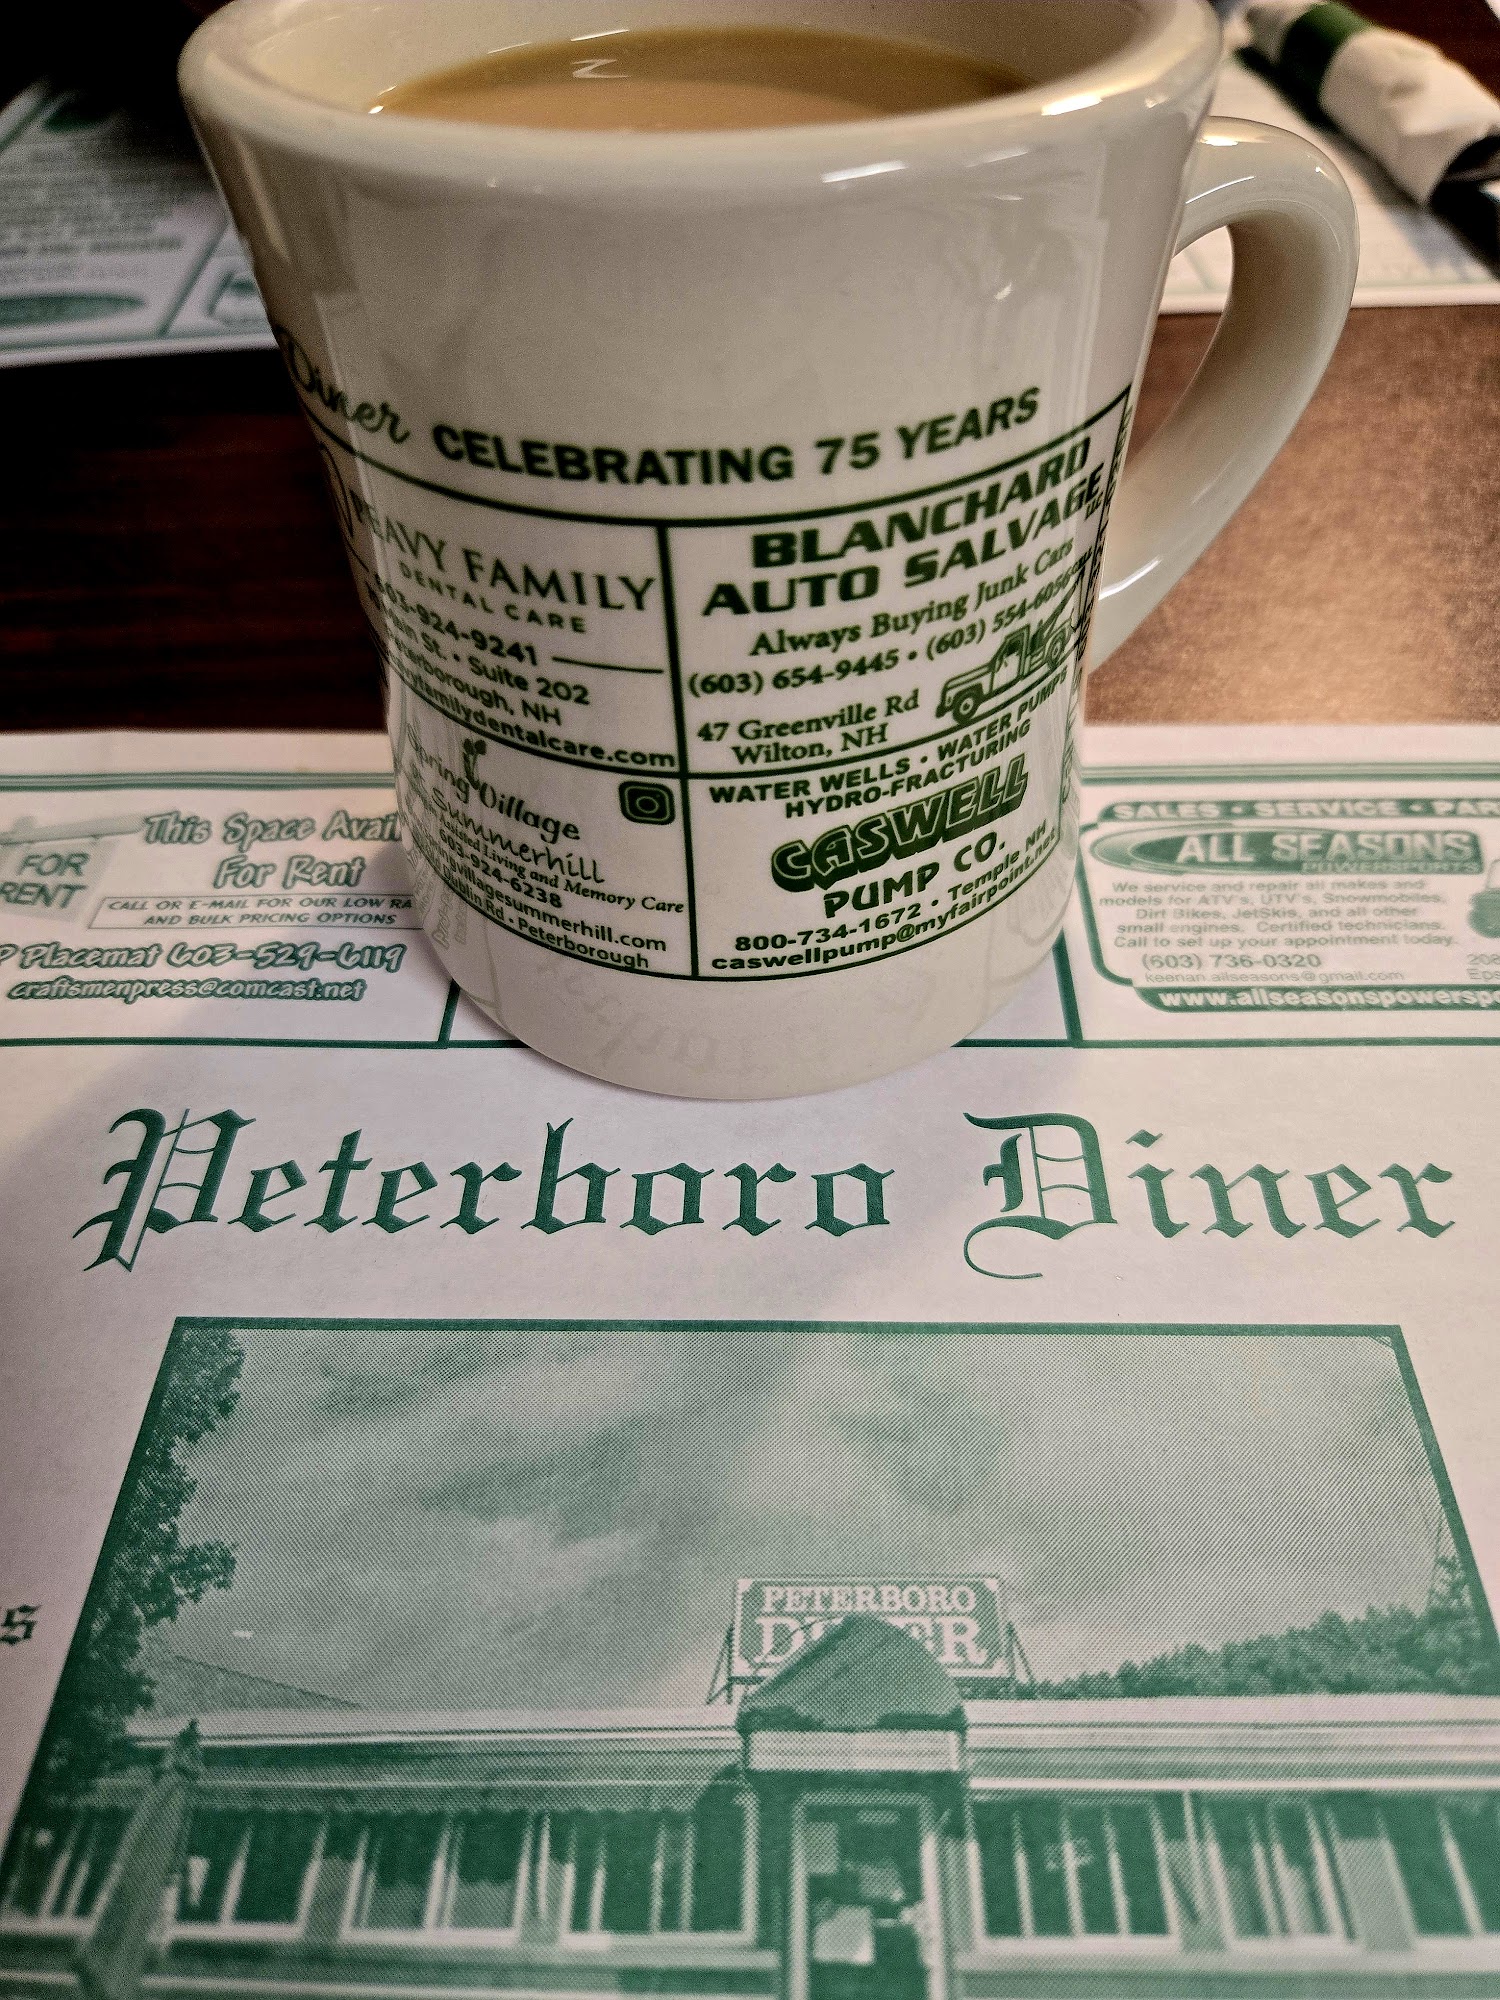 Diner CELEBRATING 75 YEARS
PEAVY FAMILY
DENTAL CARE
603-924-9241
St. • Suite 202
Peterborough, NH
familydentalcare.com
Spring Village
Summerhill
Assisted Living and Memory Care
603-924-6238
springvillagesummerhill.com
Dublin Rd • Peterborough
BLANCHARD
AUTO SALVAGE LLC
Always Buying Junk Cars
(603) 654-9445 • (603) 554-6056
47 Greenville Rd
Wilton, NH
WATER WELLS • WATER PUMPS
HYDRO-FRACTURING
CASWELL
PUMP CO.
800-734-1672 • Temple NH
caswellpump@myfairpoint.net
FOR
RENT
This Space Avail
For Rent
CALL OR E-MAIL FOR OUR LOW RA
AND BULK PRICING OPTIONS
P Placemat 603-529-6119
craftsmenpress@comcast.net
SALES • SERVICE • PAR
ALL SEASONS
POWERSPORTS
We service and repair all makes and
models for ATV's, UTV's, Snowmobiles,
Dirt Bikes, JetSkis, and all other
small engines. Certified technicians.
Call to set up your appointment today.
(603) 736-0320
keenan.allseasons@gmail.com
208
Eps
www.allseasonspowerspo
Peterboro Diner
PETERBORO
DINER